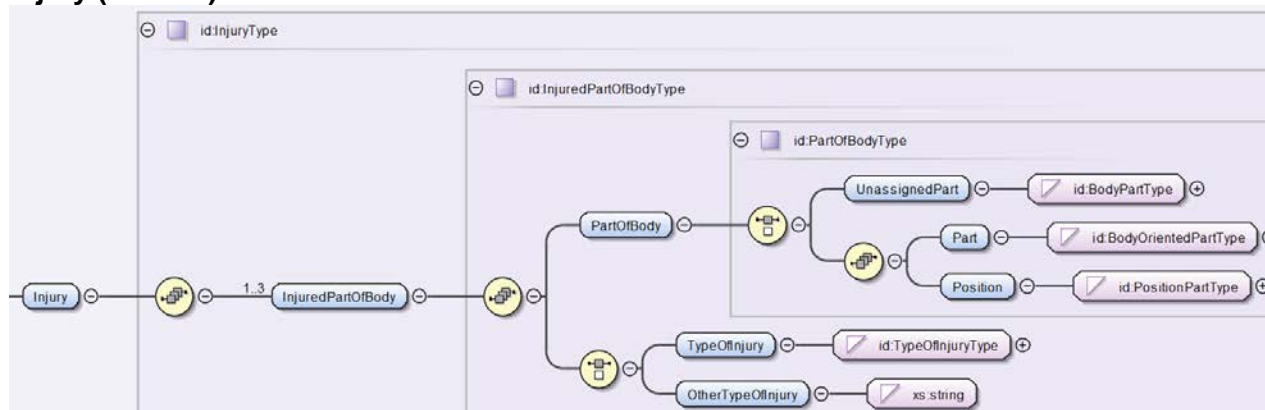 id:InjuryType
id:InjuredPartOfBodyType
id:PartOfBodyType
UnassignedPart id:BodyPartType
PartOfBody
Part id:BodyOrientedPartType
Injury 1..3 InjuredPartOfBody
Position id:PositionPartType
TypeOfInjury id:TypeOfInjuryType
OtherTypeOfInjury xs:string